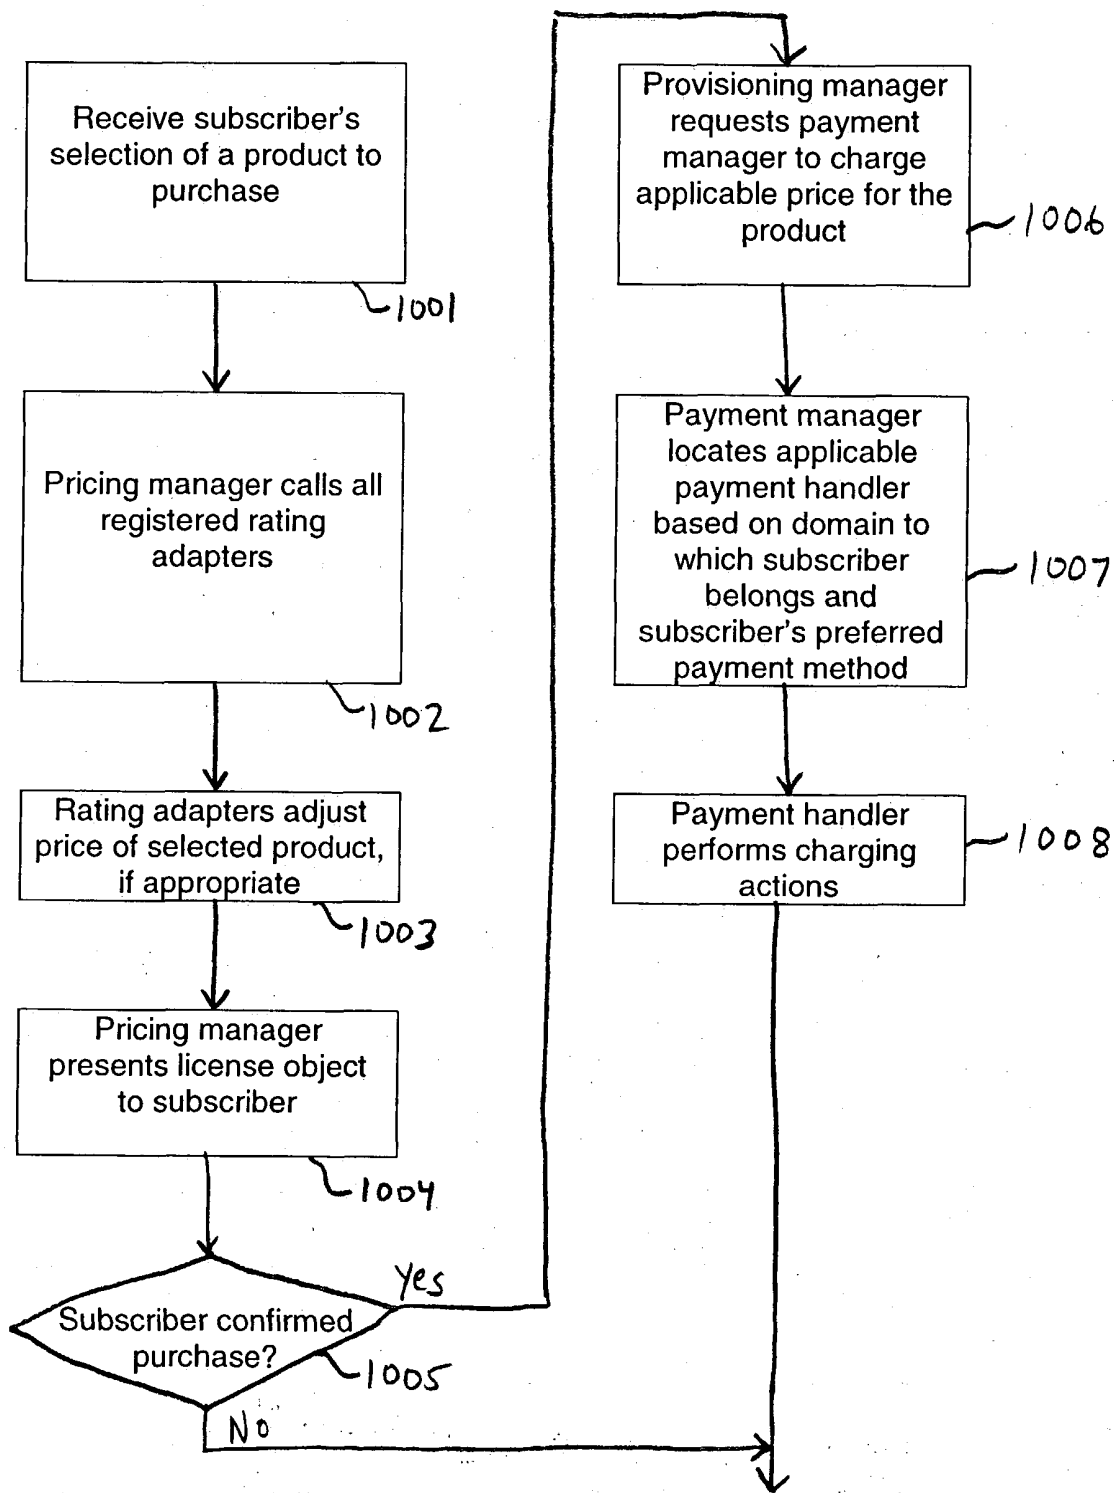 Receive subscriber's
selection of a product to
purchase
1001
Pricing manager calls all
registered rating
adapters
1002
Rating adapters adjust
price of selected product,
if appropriate
1003
Pricing manager
presents license object
to subscriber
1004
Subscriber confirmed
purchase?
1005
Yes
No
Provisioning manager
requests payment
manager to charge
applicable price for the
product
1006
Payment manager
locates applicable
payment handler
based on domain to
which subscriber
belongs and
subscriber's preferred
payment method
1007
Payment handler
performs charging
actions
1008